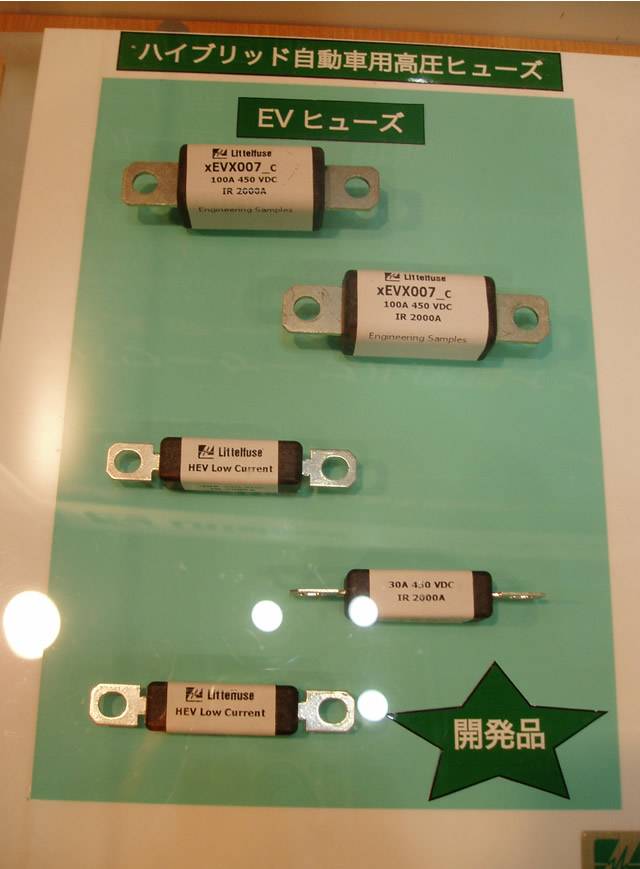 ハイブリッド自動車用高圧ヒューズ
EV ヒューズ
Littelfuse
xEVX007_c
100A 450 VDC
IR 2000A
Engineering Samples
Littelfuse
xEVX007_c
100A 450 VDC
IR 2000A
Engineering Samples
Littelfuse
HEV Low Current
30A 450 VDC
IR 2000A
Littelfuse
HEV Low Current
開発品